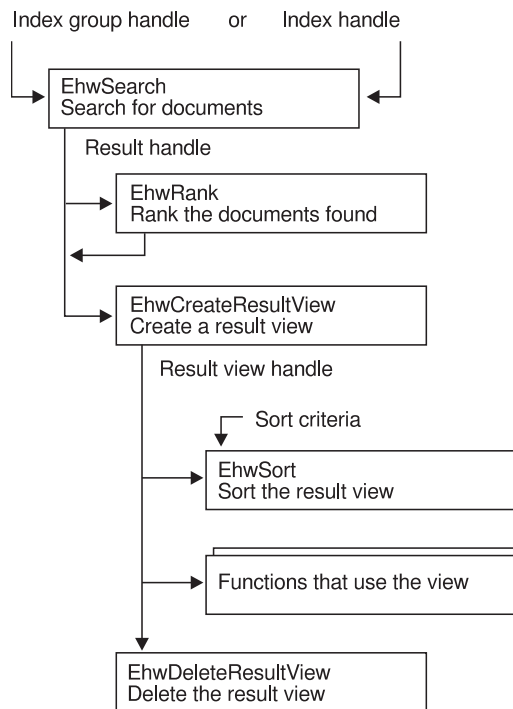 Index group handle or Index handle
EhwSearch
Search for documents
Result handle
EhwRank
Rank the documents found
EhwCreateResultView
Create a result view
Result view handle
Sort criteria
EhwSort
Sort the result view
Functions that use the view
EhwDeleteResultView
Delete the result view